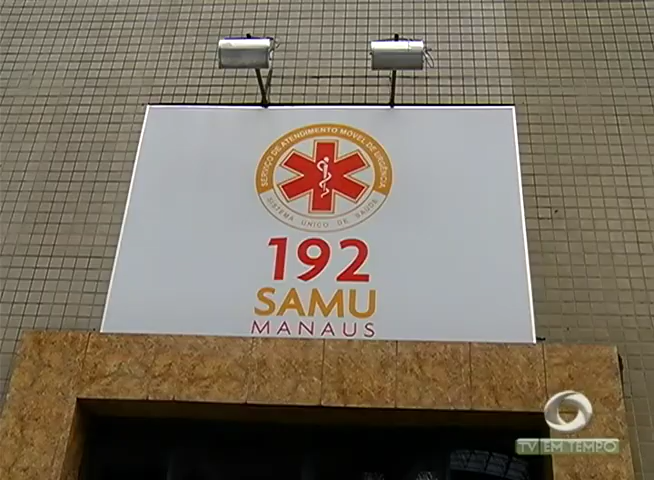 SERVIÇO DE ATENDIMENTO MÓVEL DE URGÊNCIA
SISTEMA ÚNICO DE SAÚDE
192
SAMU
MANAUS
TV EM TEMPO